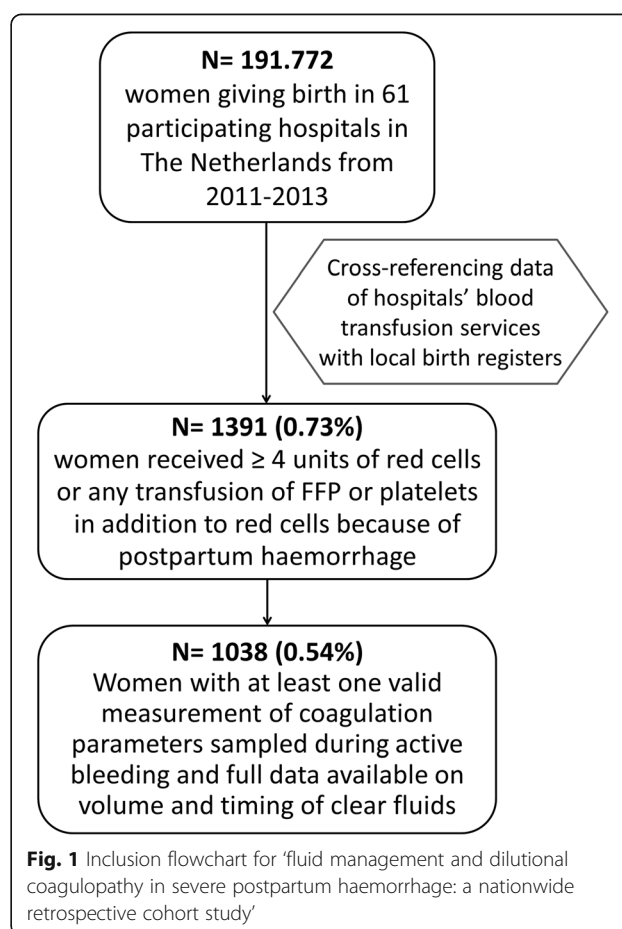 N= 191.772
women giving birth in 61
participating hospitals in
The Netherlands from
2011-2013
Cross-referencing data
of hospitals’ blood
transfusion services
with local birth registers
N= 1391 (0.73%)
women received ≥ 4 units of red cells
or any transfusion of FFP or platelets
in addition to red cells because of
postpartum haemorrhage
N= 1038 (0.54%)
Women with at least one valid
measurement of coagulation
parameters sampled during active
bleeding and full data available on
volume and timing of clear fluids
Fig. 1 Inclusion flowchart for ‘fluid management and dilutional
coagulopathy in severe postpartum haemorrhage: a nationwide
retrospective cohort study’